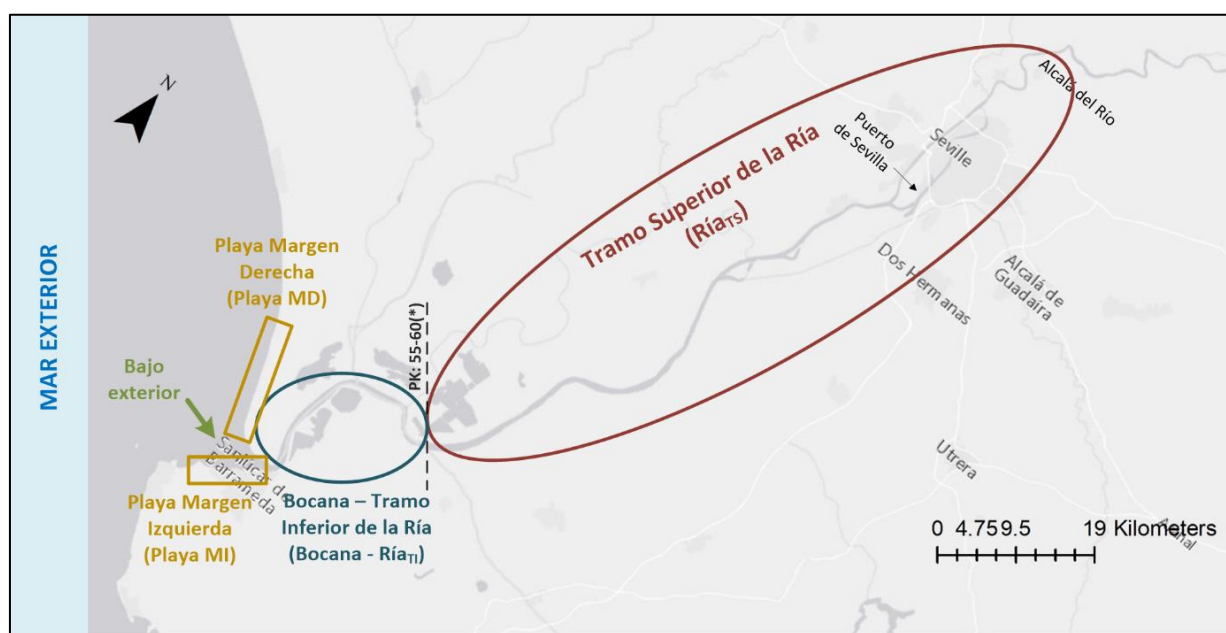 MAR EXTERIOR
N
Playa Margen
Derecha
(Playa MD)
Bajo
exterior
Sanlúcar de
Barrameda
Playa Margen
Izquierda
(Playa MI)
Bocana – Tramo
Inferior de la Ría
(Bocana - RíaTI)
PK: 55-60(*)
Tramo Superior de la Ría
(RíaTS)
Puerto
de Sevilla
Seville
Alcalá del Río
Dos Hermanas
Alcalá de
Guadaíra
Utrera
0 4.75 9.5 19 Kilometers